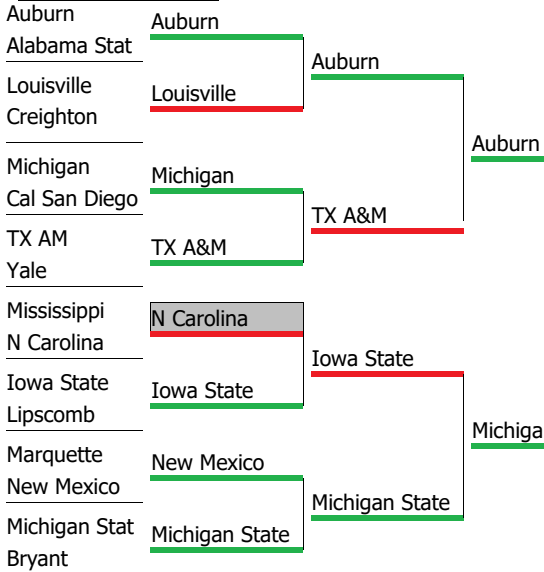 Auburn
Alabama Stat
Louisville
Creighton
Michigan
Cal San Diego
TX AM
Yale
Mississippi
N Carolina
Iowa State
Lipscomb
Marquette
New Mexico
Michigan Stat
Bryant
Auburn
Louisville
Michigan
TX A&M
N Carolina
Iowa State
New Mexico
Michigan State
Auburn
TX A&M
Iowa State
Michigan State
Auburn
Michiga